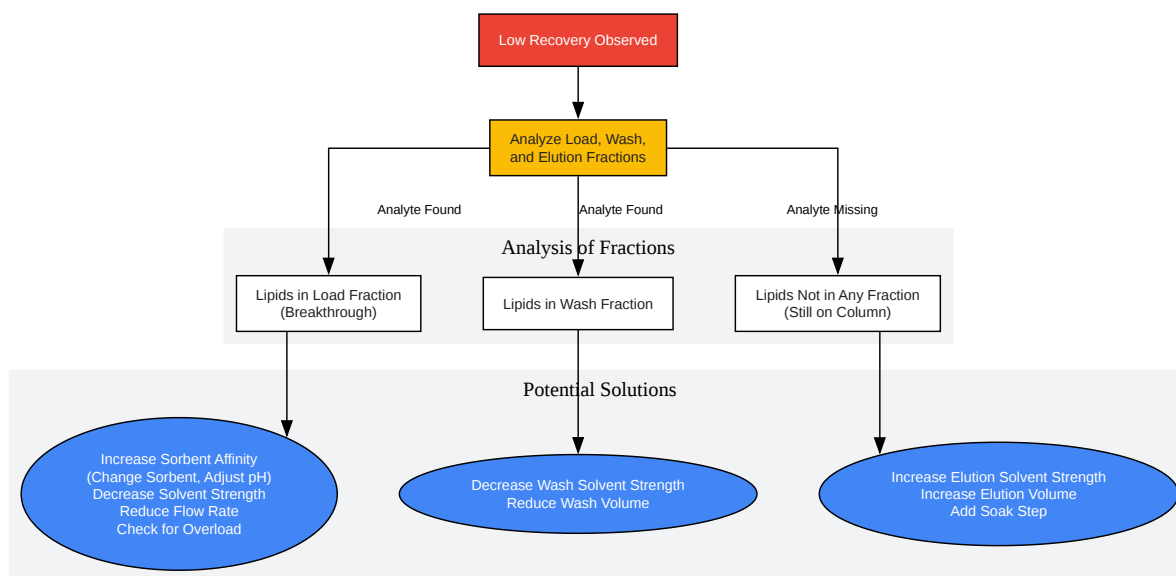 Low Recovery Observed
Analyze Load, Wash,
and Elution Fractions
Analyte Found
Analyte Found
Analyte Missing
Analysis of Fractions
Lipids in Load Fraction
(Breakthrough)
Lipids in Wash Fraction
Lipids Not in Any Fraction
(Still on Column)
Potential Solutions
Increase Sorbent Affinity
(Change Sorbent, Adjust pH)
Decrease Solvent Strength
Reduce Flow Rate
Check for Overload
Decrease Wash Solvent Strength
Reduce Wash Volume
Increase Elution Solvent Strength
Increase Elution Volume
Add Soak Step